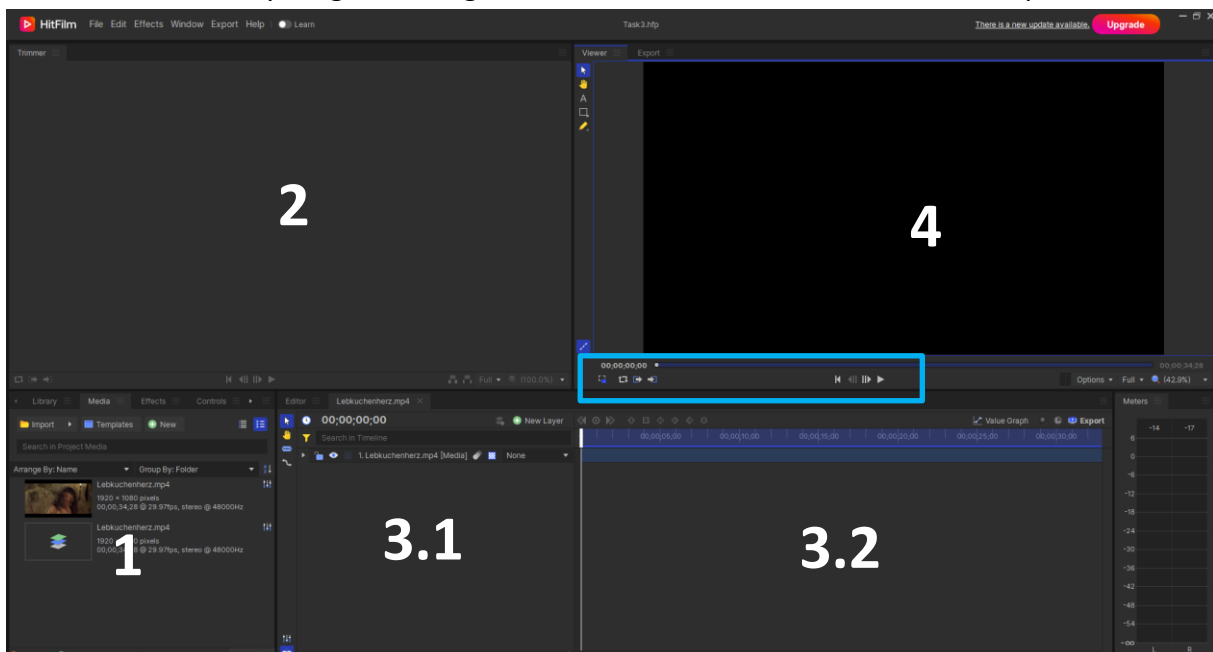 HitFilm File Edit Effects Window Export Help Learn Task3.hfp There is a new update available. Upgrade
Trimmer
Viewer Export
A
2
4
00;00;00;00 00;00;34;28
Full (100.0%)
Options Full (42.9%)
Library Media Effects Controls
Editor Lebkuchenherz.mp4
Meters
Import Templates New
00;00;00;00 New Layer
Value Graph Export
Search in Project Media
Search in Timeline
00;00;05;00 00;00;10;00 00;00;15;00 00;00;20;00 00;00;25;00 00;00;30;00
Arrange By: Name Group By: Folder
1. Lebkuchenherz.mp4 [Media] None
Lebkuchenherz.mp4
1920 × 1080 pixels
00;00;34;28 @ 29.97fps, stereo @ 48000Hz
Lebkuchenherz.mp4
1920 pixels
@ 29.97fps, stereo @ 48000Hz
1
3.1
3.2
-14 -17
6
0
-6
-12
-18
-24
-30
-36
-42
-48
-54
-∞
L R